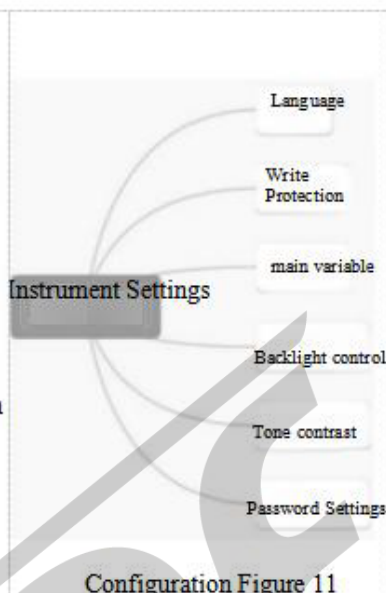 Language
Write
Protection
main variable
Instrument Settings
Backlight control
Tone contrast
Password Settings
Configuration Figure 11